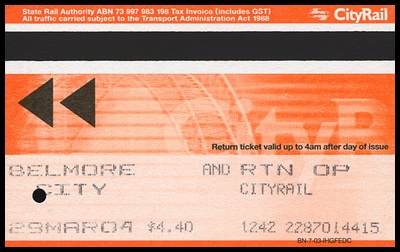 State Rail Authority ABN 73 997 983 198 Tax Invoice (includes GST)
All traffic carried subject to the Transport Administration Act 1988
CityRail
CityR
Return ticket valid up to 4am after day of issue
BELMORE AND RTN OP
CITY CITYRAIL
29MAR04 $4.40 1242 2287014415
BN-7-03-IHGFEDC